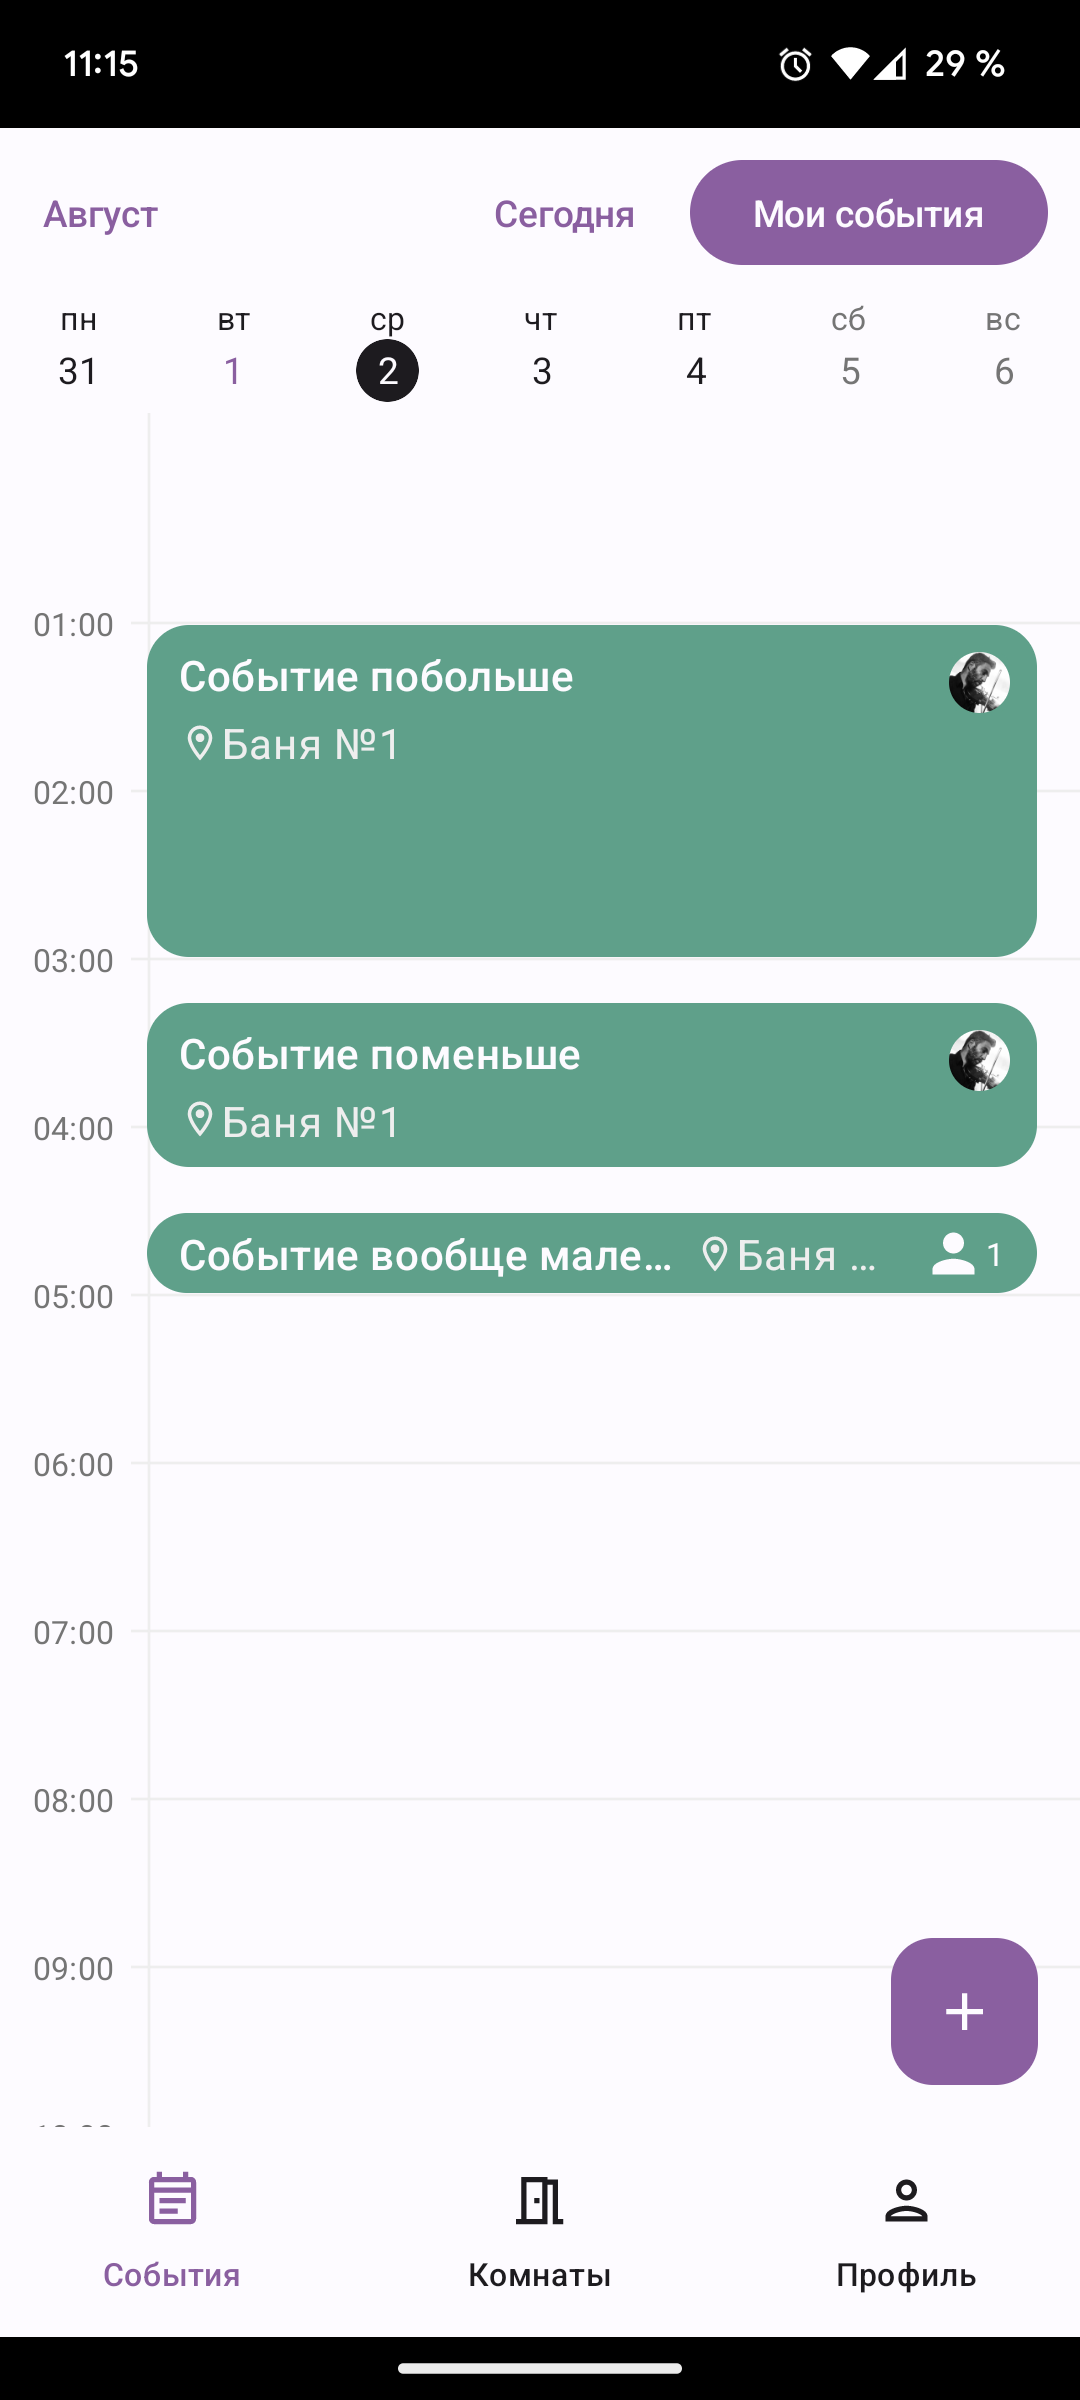 11:15 29 %
Август Сегодня Мои события
пн вт ср чт пт сб вс
31 1 2 3 4 5 6
01:00
Событие побольше
Баня №1
02:00
03:00
Событие поменьше
Баня №1
04:00
Событие вообще мале... Баня ... 1
05:00
06:00
07:00
08:00
09:00
События Комнаты Профиль